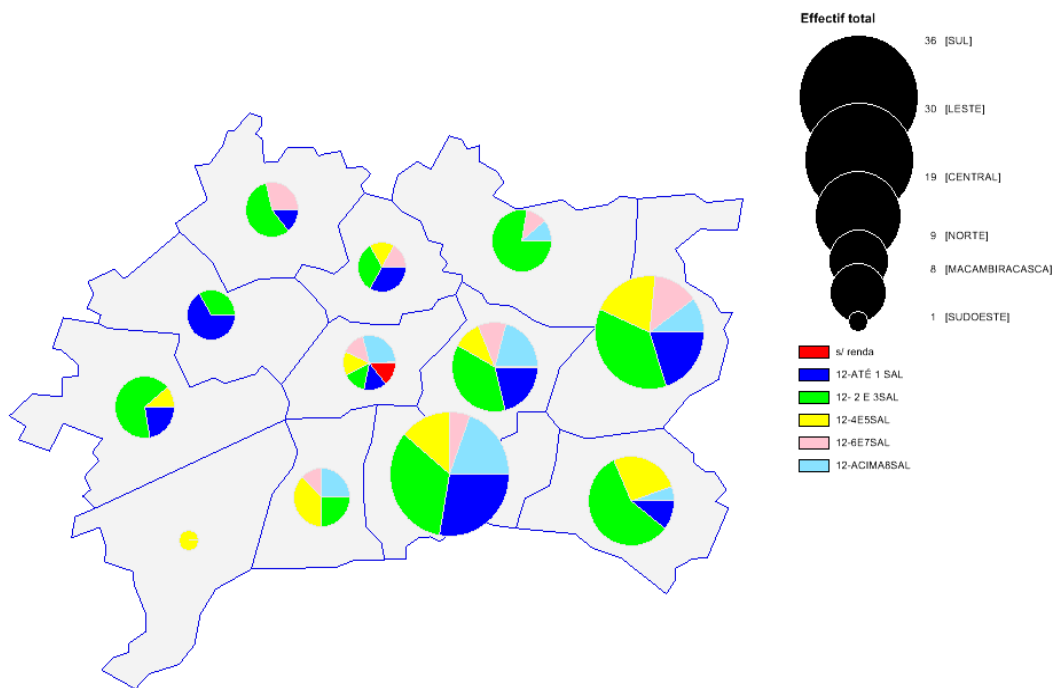 Effectif total
36 [SUL]
30 [LESTE]
19 [CENTRAL]
9 [NORTE]
8 [MACAMBIRACASCA]
1 [SUDOESTE]
s/ renda
12-ATÉ 1 SAL
12- 2 E 3SAL
12-4E5SAL
12-6E7SAL
12-ACIMA8SAL